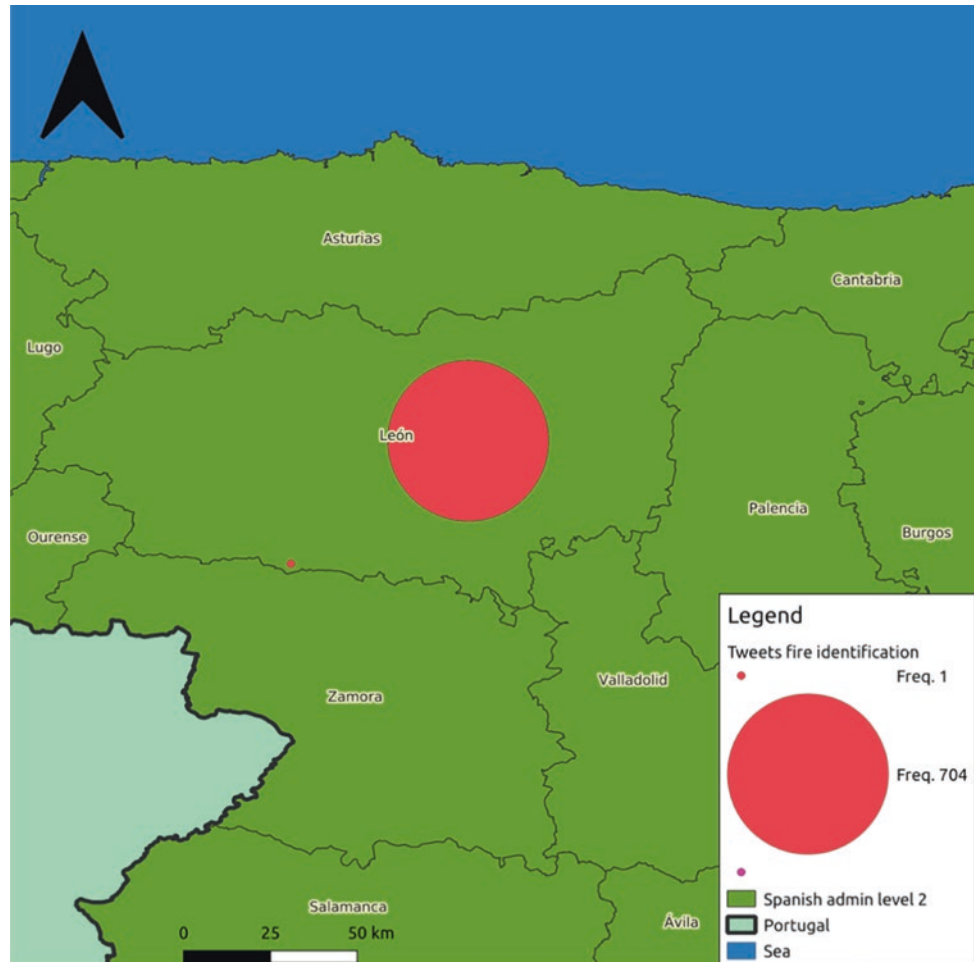 Asturias
Cantabria
Lugo
León
Palencia
Burgos
Ourense
Zamora
Valladolid
Salamanca
Ávila
0 25 50 km
Legend
Tweets fire identification
Freq. 1
Freq. 704
Spanish admin level 2
Portugal
Sea